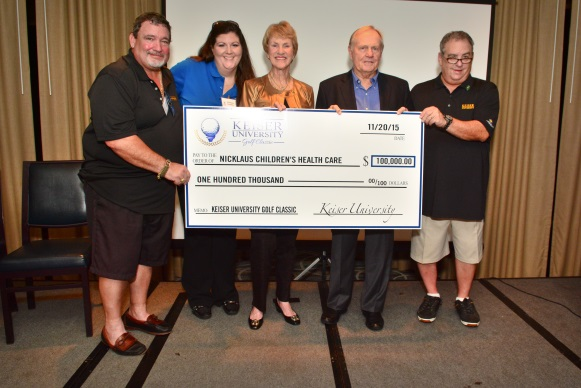 KEISER
UNIVERSITY
Golf Classic
11/20/15
DATE
PAY TO THE
ORDER OF
NICKLAUS CHILDREN'S HEALTH CARE
$ 100,000.00
ONE HUNDRED THOUSAND
00/100 DOLLARS
MEMO
KEISER UNIVERSITY GOLF CLASSIC
Keiser University